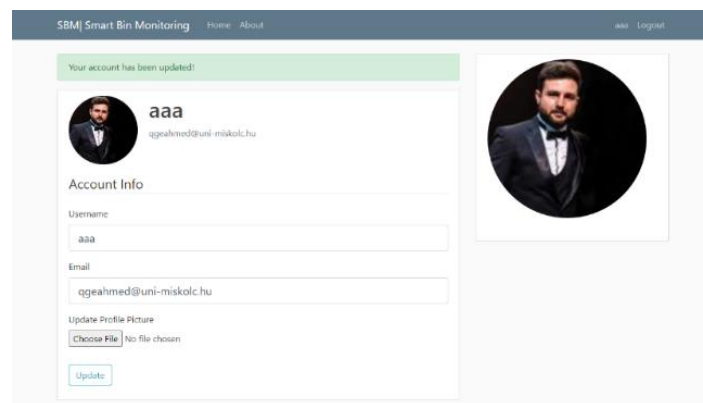 SBM| Smart Bin Monitoring Home About aaa Logout
Your account has been updated!
aaa
qgeahmed@uni-miskolc.hu
Account Info
Username
aaa
Email
qgeahmed@uni-miskolc.hu
Update Profile Picture
Choose File No file chosen
Update